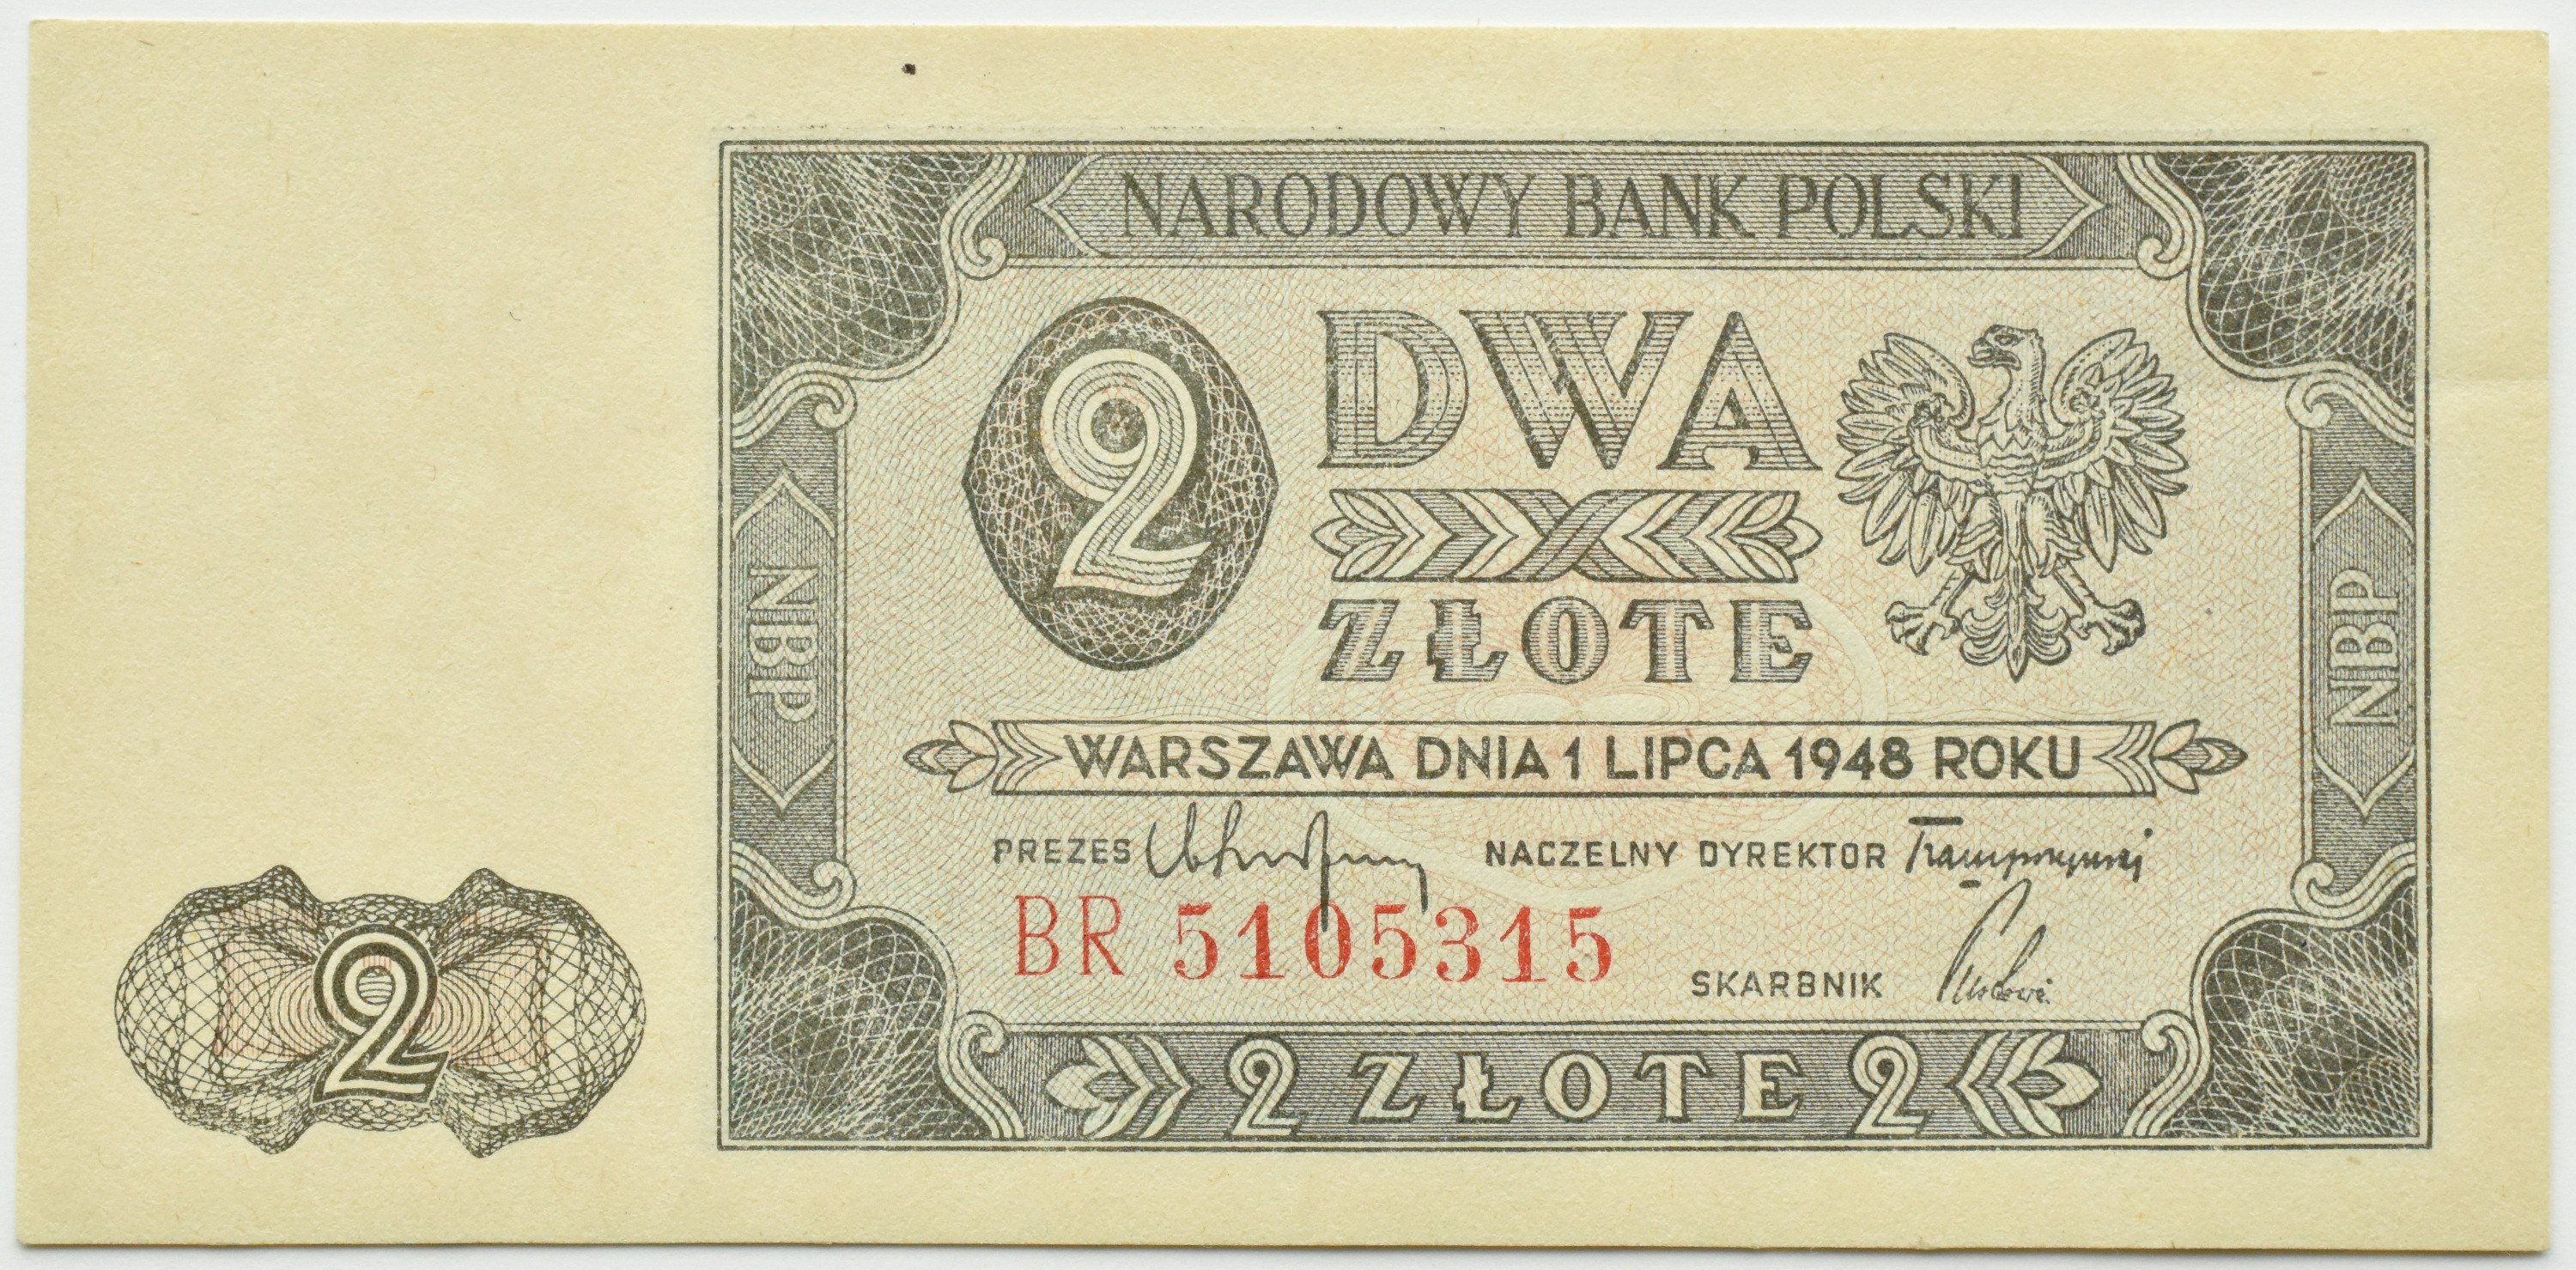 NARODOWY BANK POLSKI
2 DWA
ZŁOTE
NBP
NBP
WARSZAWA DNIA 1 LIPCA 1948 ROKU
PREZES NACZELNY DYREKTOR
BR 5105315
SKARBNIK
2 ZŁOTE 2
2